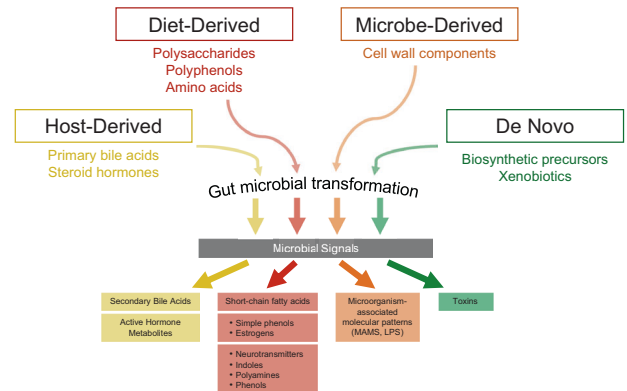 Diet-Derived
Polysaccharides
Polyphenols
Amino acids
Microbe-Derived
Cell wall components
Host-Derived
Primary bile acids
Steroid hormones
De Novo
Biosynthetic precursors
Xenobiotics
Gut microbial transformation
Microbial Signals
Secondary Bile Acids
Active Hormone
Metabolites
Short-chain fatty acids
• Simple phenols
• Estrogens
• Neurotransmitters
• Indoles
• Polyamines
• Phenols
Microorganism-
associated
molecular patterns
(MAMS, LPS)
Toxins